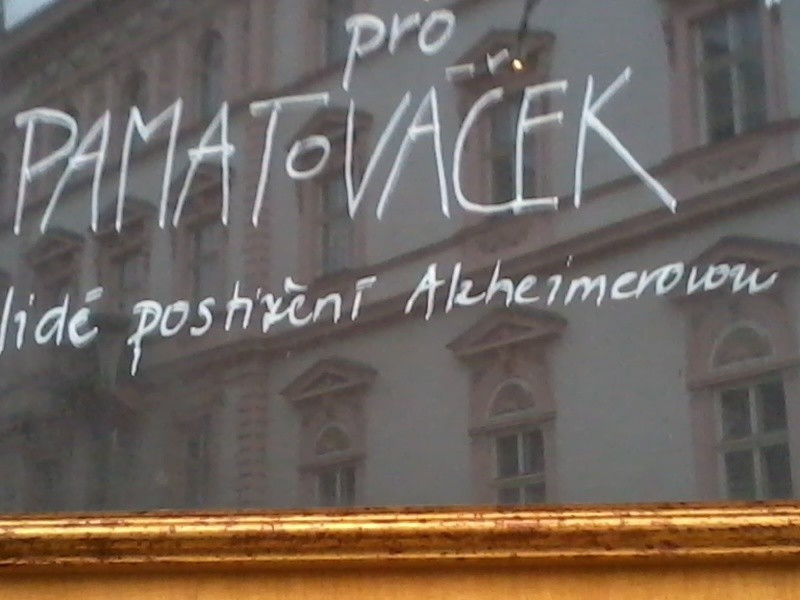 pro
PAMATOVÁČEK
lidé postižení Alzheimerovou